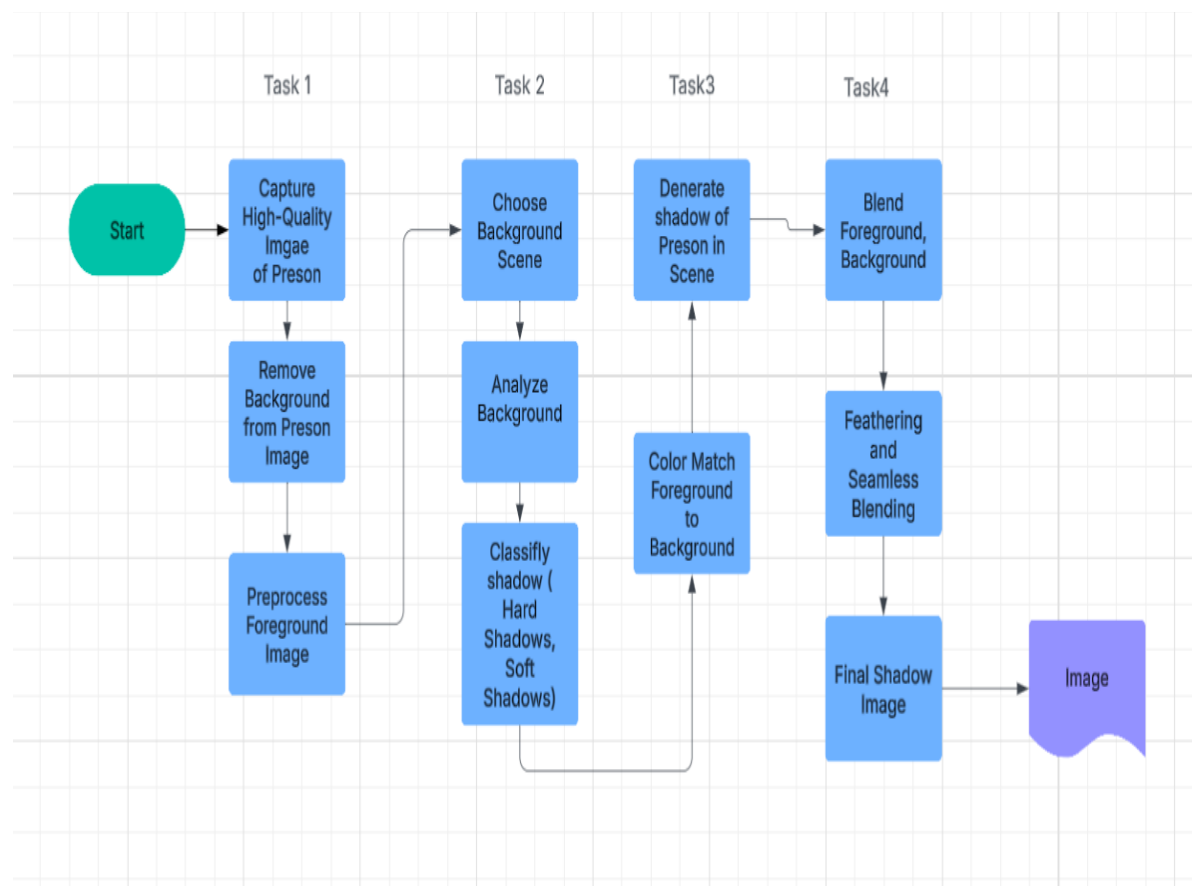 Task 1
Task 2
Task3
Task4
Start
Capture
High-Quality
Imgae
of Preson
Remove
Background
from Preson
Image
Preprocess
Foreground
Image
Choose
Background
Scene
Analyze
Background
Classifly
shadow (
Hard
Shadows,
Soft
Shadows)
Denerate
shadow of
Preson in
Scene
Color Match
Foreground
to
Background
Blend
Foreground,
Background
Feathering
and
Seamless
Blending
Final Shadow
Image
Image